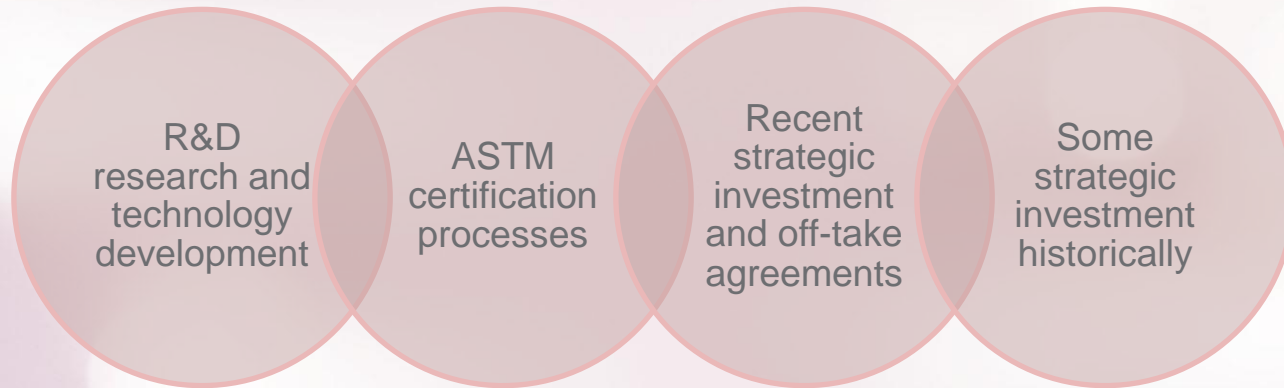 R&D
research and
technology
development
ASTM
certification
processes
Recent
strategic
investment
and off-take
agreements
Some
strategic
investment
historically